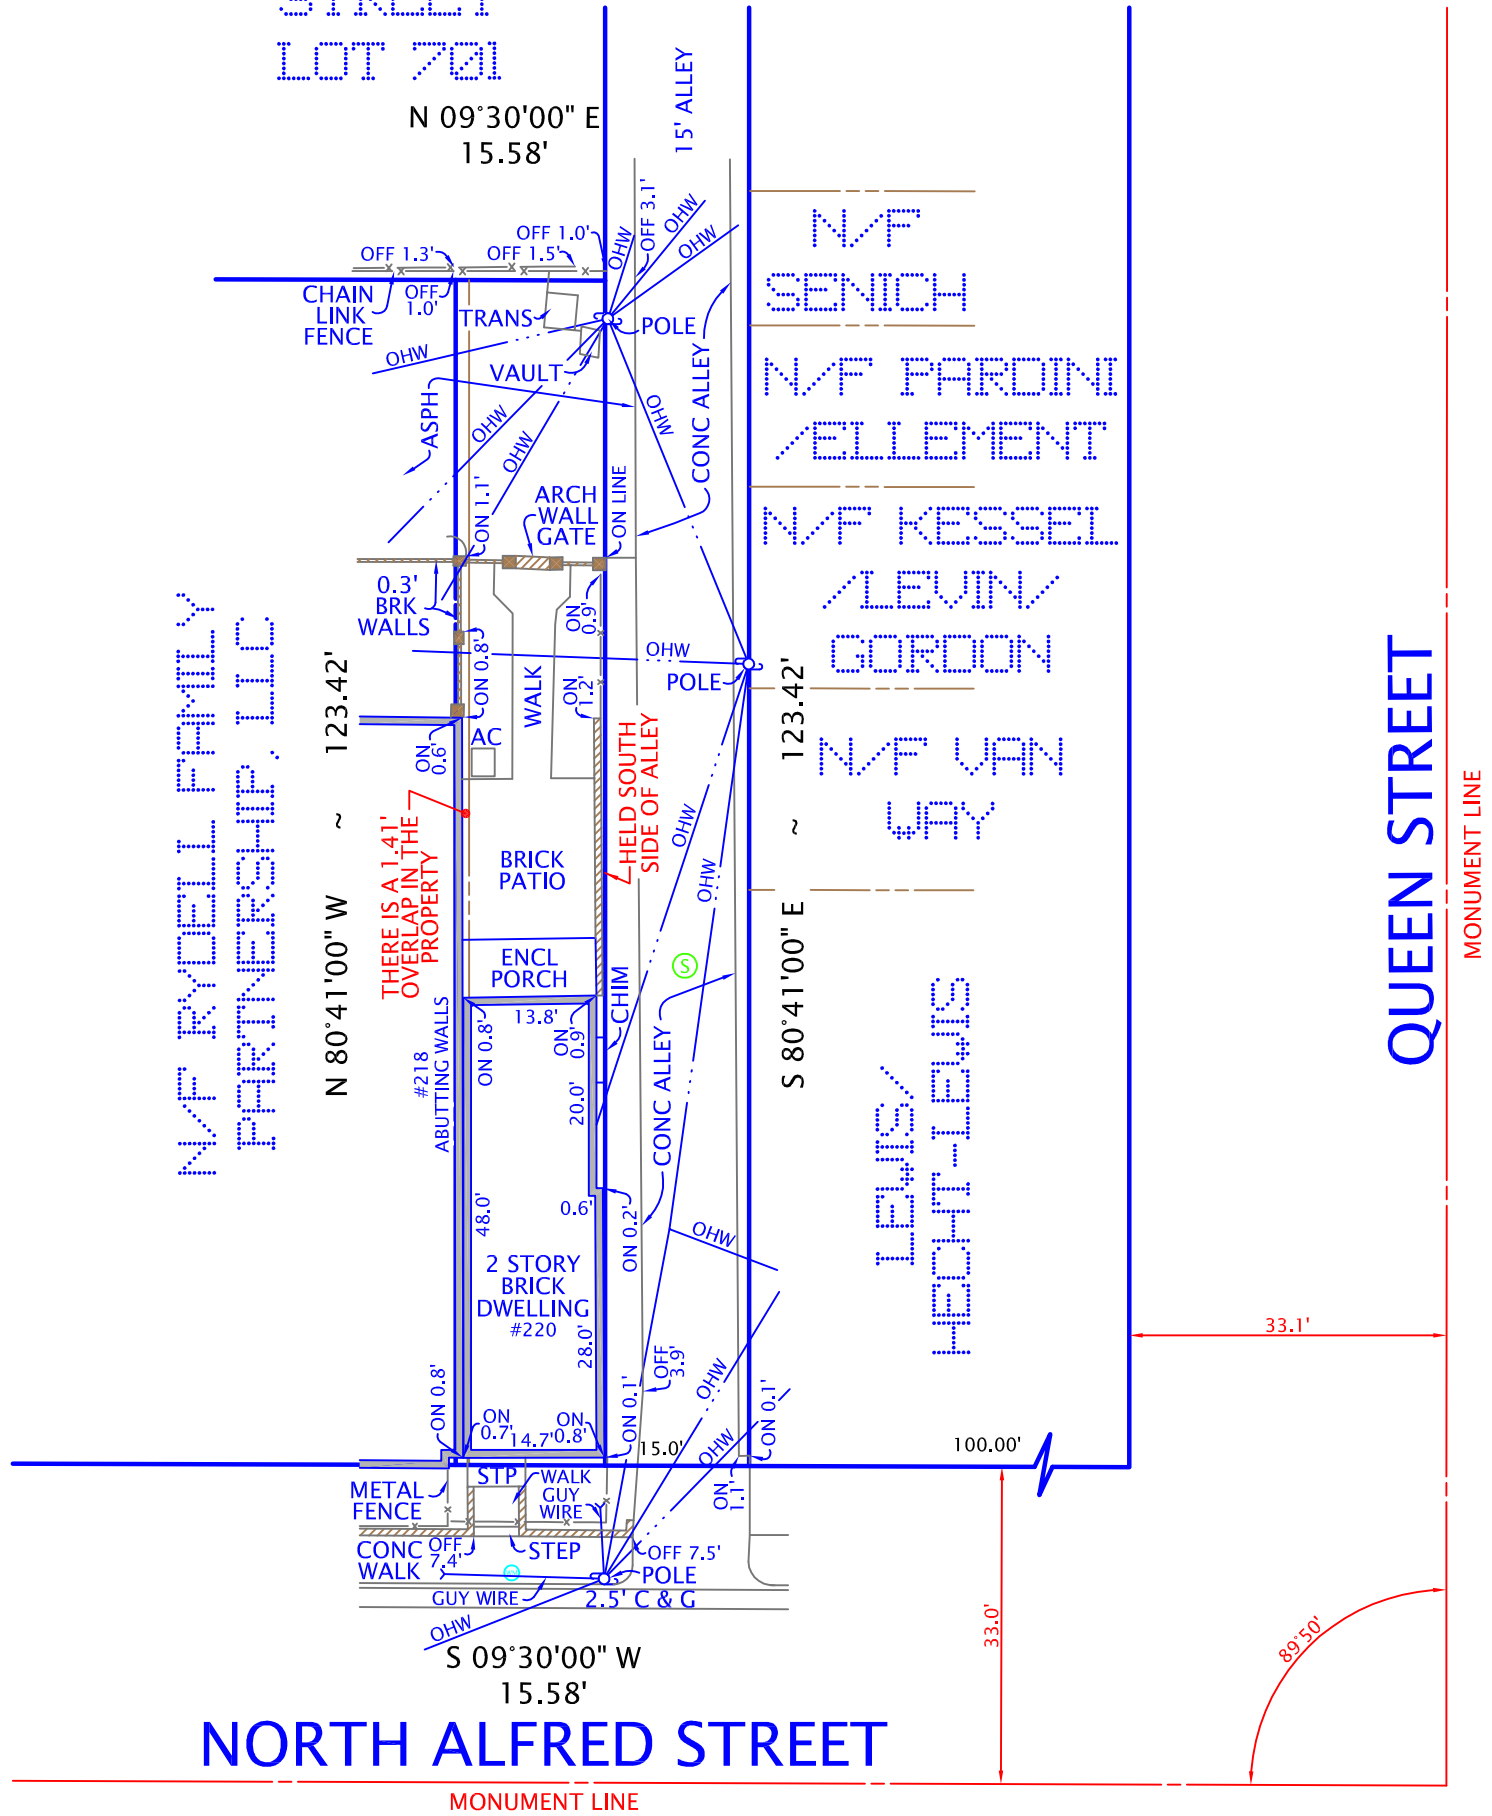 STREET
LOT 701
N 09°30'00" E
15.58'
15' ALLEY
OFF 1.0'
OFF 1.3'
OFF 1.5'
OHW
OFF 3.1'
OHW
OHW
CHAIN
LINK
FENCE
OFF
1.0'
TRANS
POLE
OHW
VAULT
ASPH
OHW
OHW
OHW
CONC ALLEY
N/F
SENICH
N/F PARDINI
/ELLEMENT
N/F KESSEL
/LEVIN/
GORDON
N/F VAN
WAY
ON 1.1'
ARCH
WALL
GATE
ON LINE
0.3'
BRK
WALLS
ON
0.9'
ON 0.8'
WALK
ON
1.2'
OHW
POLE
N/F RYDELL FAMILY
PARTNERSHIP, LLC
N 80°41'00" W ~ 123.42'
ON
0.6'
AC
HELD SOUTH
SIDE OF ALLEY
OHW
OHW
S 80°41'00" E ~ 123.42'
THERE IS A 1.41'
OVERLAP IN THE
PROPERTY
BRICK
PATIO
ENCL
PORCH
S
CHIM
#218
ABUTTING WALLS
ON 0.8'
13.8'
ON
0.9'
20.0'
CONC ALLEY
LEWIS/
HECHT-LEWIS
QUEEN STREET
MONUMENT LINE
48.0'
0.6'
ON 0.2'
OHW
2 STORY
BRICK
DWELLING
#220
28.0'
OFF
3.9'
OHW
33.1'
ON 0.8'
ON
0.7'
14.7'
ON
0.8'
ON 0.1'
15.0'
OHW
ON 0.1'
100.00'
METAL
FENCE
STP
WALK
GUY
WIRE
ON
1.1'
CONC
WALK
OFF
7.4'
STEP
OFF 7.5'
POLE
GUY WIRE
2.5' C & G
OHW
33.0'
89°50'
S 09°30'00" W
15.58'
NORTH ALFRED STREET
MONUMENT LINE